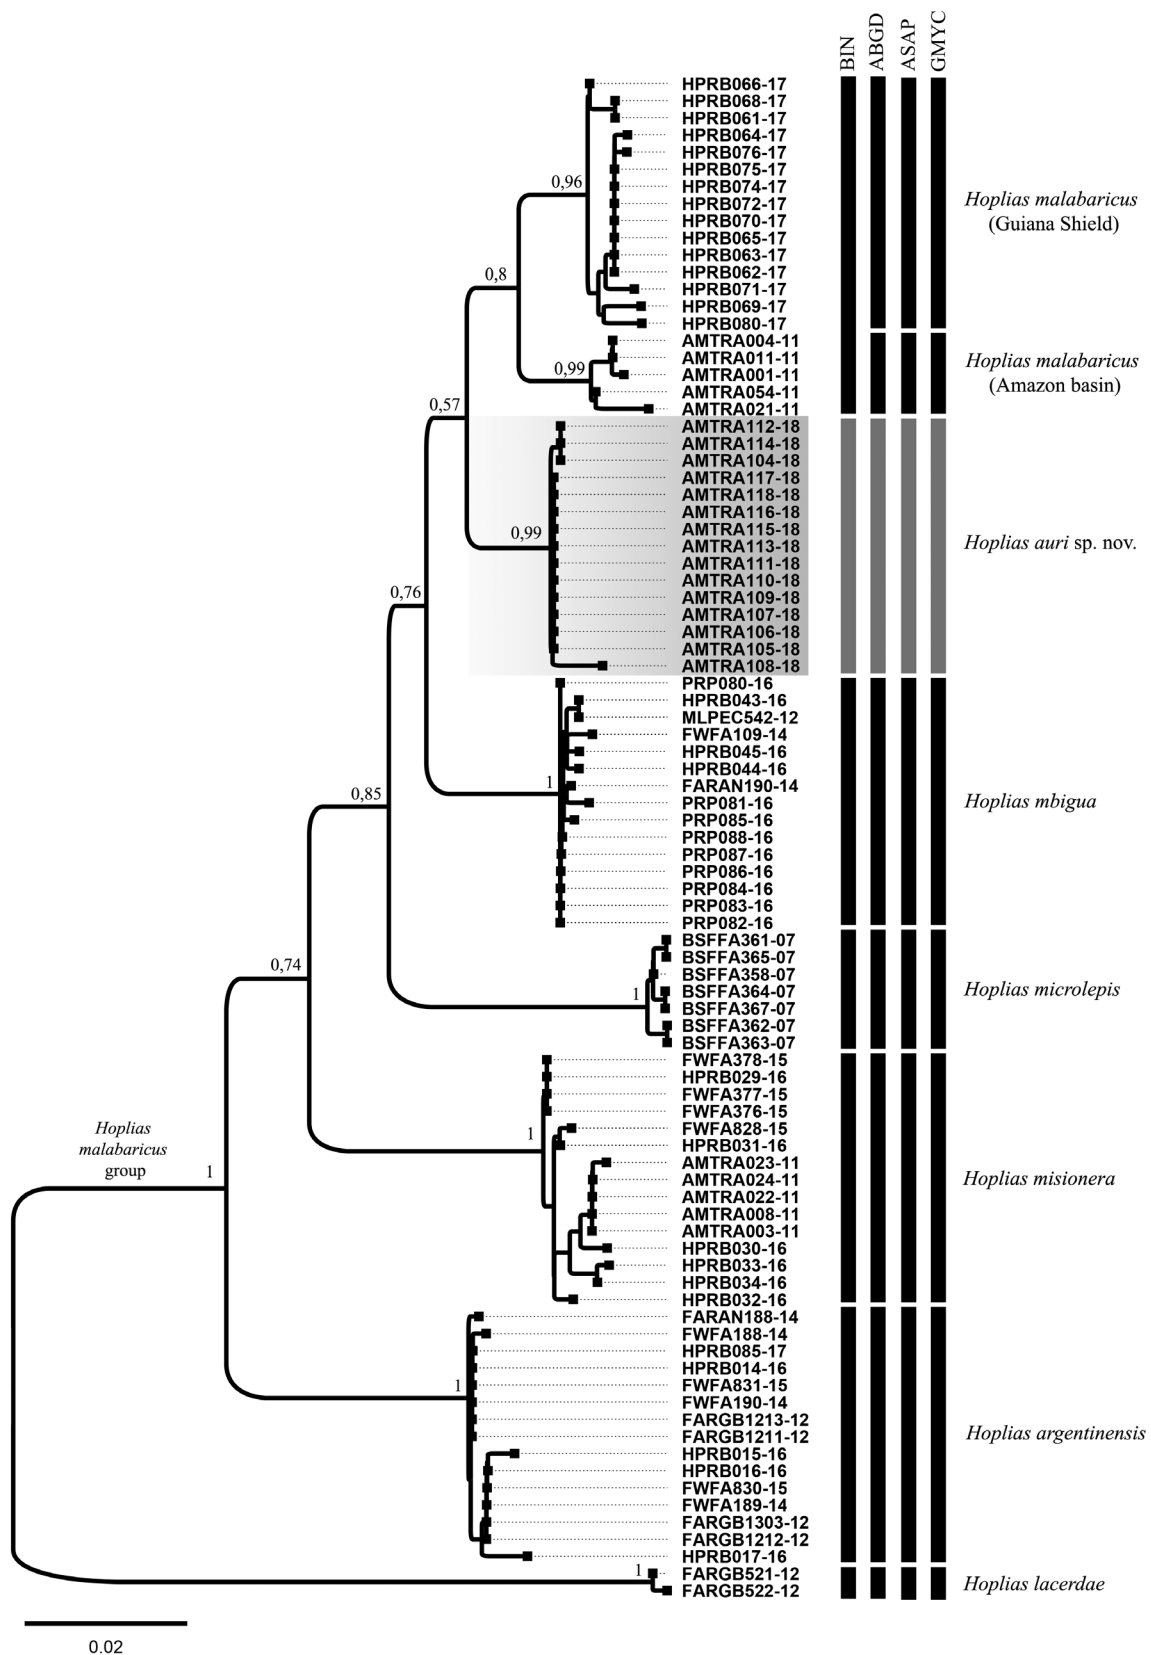 BIN
ABGD
ASAP
GMYC
HPRB066-17
HPRB068-17
HPRB061-17
HPRB064-17
HPRB076-17
HPRB075-17
HPRB074-17
HPRB072-17
HPRB070-17
HPRB065-17
HPRB063-17
HPRB062-17
HPRB071-17
HPRB069-17
HPRB080-17
0,96
Hoplias malabaricus
(Guiana Shield)
0,8
AMTRA004-11
AMTRA011-11
AMTRA001-11
AMTRA054-11
AMTRA021-11
0,99
Hoplias malabaricus
(Amazon basin)
0,57
AMTRA112-18
AMTRA114-18
AMTRA104-18
AMTRA117-18
AMTRA118-18
AMTRA116-18
AMTRA115-18
AMTRA113-18
AMTRA111-18
AMTRA110-18
AMTRA109-18
AMTRA107-18
AMTRA106-18
AMTRA105-18
AMTRA108-18
0,99
Hoplias auri sp. nov.
0,76
PRP080-16
HPRB043-16
MLPEC542-12
FWFA109-14
HPRB045-16
HPRB044-16
FARAN190-14
PRP081-16
PRP085-16
PRP088-16
PRP087-16
PRP086-16
PRP084-16
PRP083-16
PRP082-16
1
Hoplias mbigua
0,85
BSFFA361-07
BSFFA365-07
BSFFA358-07
BSFFA364-07
BSFFA367-07
BSFFA362-07
BSFFA363-07
1
Hoplias microlepis
0,74
FWFA378-15
HPRB029-16
FWFA377-15
FWFA376-15
FWFA828-15
HPRB031-16
AMTRA023-11
AMTRA024-11
AMTRA022-11
AMTRA008-11
AMTRA003-11
HPRB030-16
HPRB033-16
HPRB034-16
HPRB032-16
1
Hoplias misionera
Hoplias
malabaricus
group
1
FARAN188-14
FWFA188-14
HPRB085-17
HPRB014-16
FWFA831-15
FWFA190-14
FARGB1213-12
FARGB1211-12
HPRB015-16
HPRB016-16
FWFA830-15
FWFA189-14
FARGB1303-12
FARGB1212-12
HPRB017-16
1
Hoplias argentinensis
FARGB521-12
FARGB522-12
1
Hoplias lacerdae
0.02